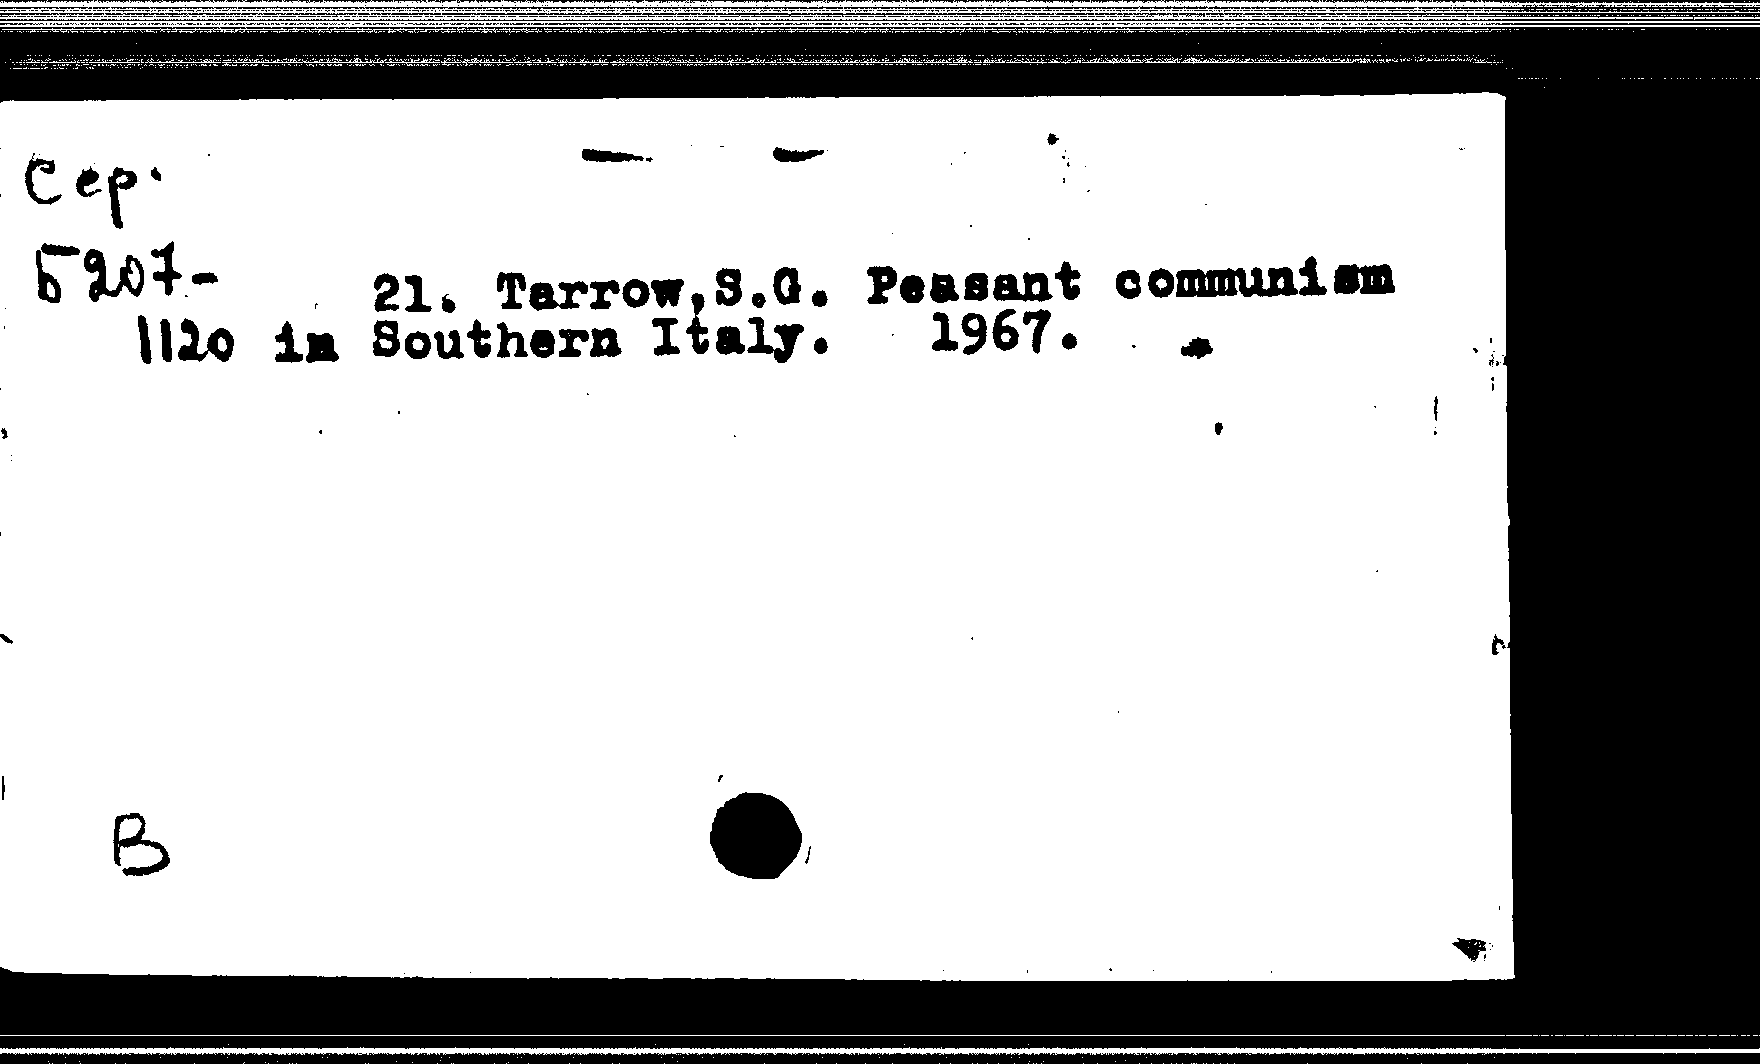 Сер.
Б207-
21. Tarrow,S.G. Peasant communism
1120 in Southern Italy. 1967.
В